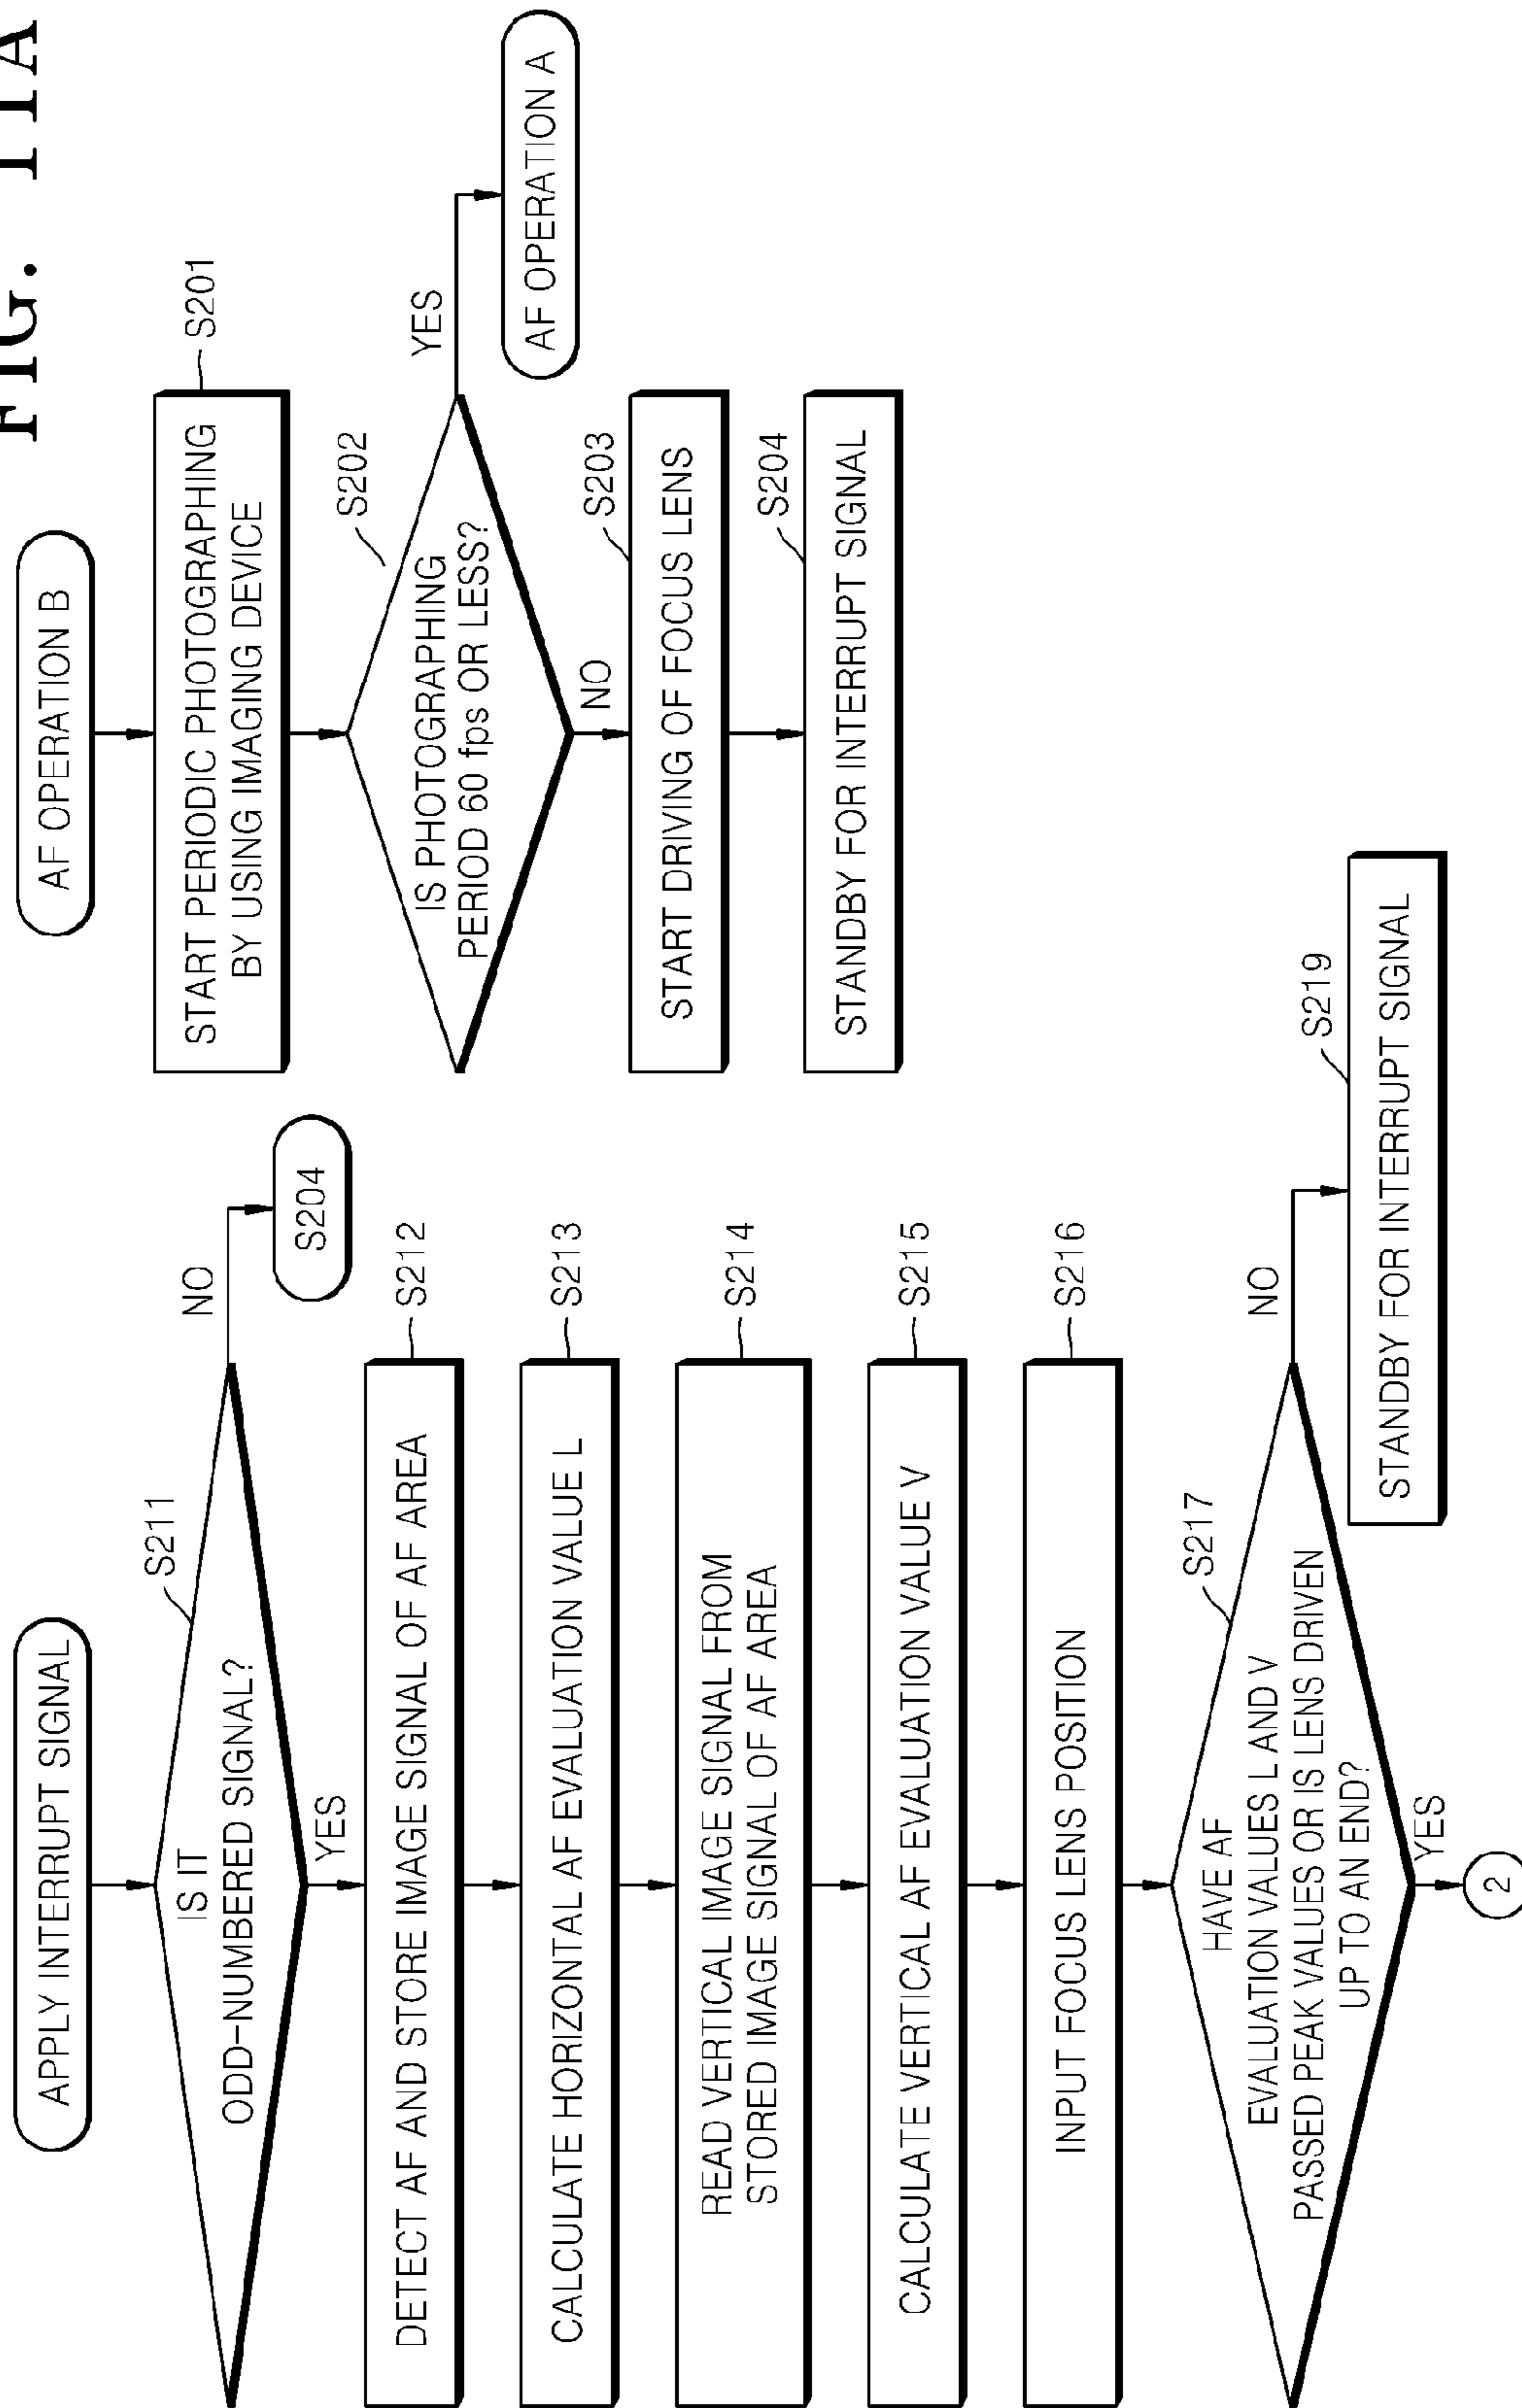 FIG. 11A
AF OPERATION B
START PERIODIC PHOTOGRAPHING
BY USING IMAGING DEVICE
S201
IS PHOTOGRAPHING
PERIOD 60 fps OR LESS?
S202
YES
AF OPERATION A
NO
START DRIVING OF FOCUS LENS
S203
STANDBY FOR INTERRUPT SIGNAL
S204
APPLY INTERRUPT SIGNAL
IS IT
ODD-NUMBERED SIGNAL?
S211
NO
S204
YES
DETECT AF AND STORE IMAGE SIGNAL OF AF AREA
S212
CALCULATE HORIZONTAL AF EVALUATION VALUE L
S213
READ VERTICAL IMAGE SIGNAL FROM
STORED IMAGE SIGNAL OF AF AREA
S214
CALCULATE VERTICAL AF EVALUATION VALUE V
S215
INPUT FOCUS LENS POSITION
S216
HAVE AF
EVALUATION VALUES L AND V
PASSED PEAK VALUES OR IS LENS DRIVEN
UP TO AN END?
S217
NO
STANDBY FOR INTERRUPT SIGNAL
S219
YES
2